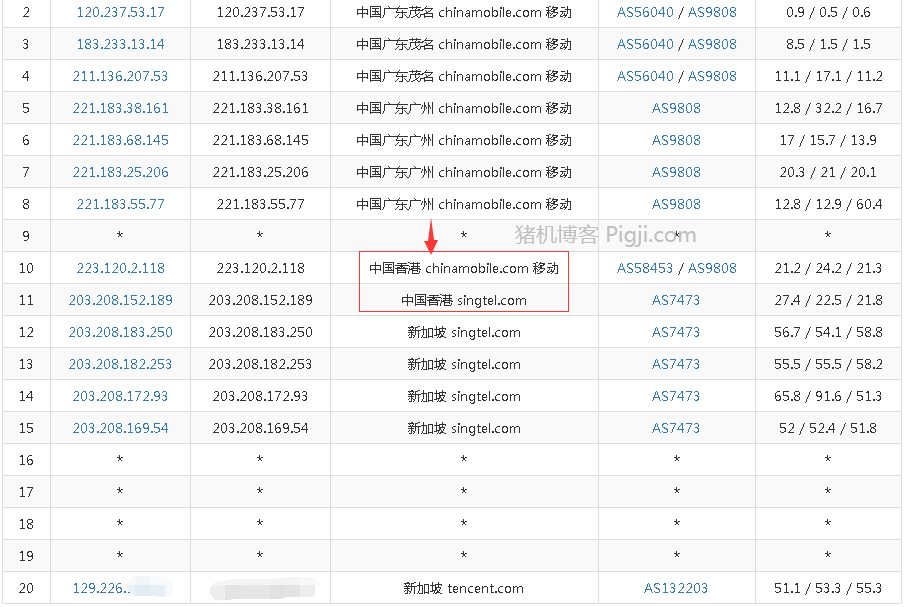 2 120.237.53.17 120.237.53.17 中国广东茂名 chinamobile.com 移动 AS56040 / AS9808 0.9 / 0.5 / 0.6
3 183.233.13.14 183.233.13.14 中国广东茂名 chinamobile.com 移动 AS56040 / AS9808 8.5 / 1.5 / 1.5
4 211.136.207.53 211.136.207.53 中国广东茂名 chinamobile.com 移动 AS56040 / AS9808 11.1 / 17.1 / 11.2
5 221.183.38.161 221.183.38.161 中国广东广州 chinamobile.com 移动 AS9808 12.8 / 32.2 / 16.7
6 221.183.68.145 221.183.68.145 中国广东广州 chinamobile.com 移动 AS9808 17 / 15.7 / 13.9
7 221.183.25.206 221.183.25.206 中国广东广州 chinamobile.com 移动 AS9808 20.3 / 21 / 20.1
8 221.183.55.77 221.183.55.77 中国广东广州 chinamobile.com 移动 AS9808 12.8 / 12.9 / 60.4
9 * * * * *
猪机博客 Pigji.com
10 223.120.2.118 223.120.2.118 中国香港 chinamobile.com 移动 AS58453 / AS9808 21.2 / 24.2 / 21.3
11 203.208.152.189 203.208.152.189 中国香港 singtel.com AS7473 27.4 / 22.5 / 21.8
12 203.208.183.250 203.208.183.250 新加坡 singtel.com AS7473 56.7 / 54.1 / 58.8
13 203.208.182.253 203.208.182.253 新加坡 singtel.com AS7473 55.5 / 55.5 / 58.2
14 203.208.172.93 203.208.172.93 新加坡 singtel.com AS7473 65.8 / 91.6 / 51.3
15 203.208.169.54 203.208.169.54 新加坡 singtel.com AS7473 52 / 52.4 / 51.8
16 * * * * *
17 * * * * *
18 * * * * *
19 * * * * *
20 129.226. 新加坡 tencent.com AS132203 51.1 / 53.3 / 55.3